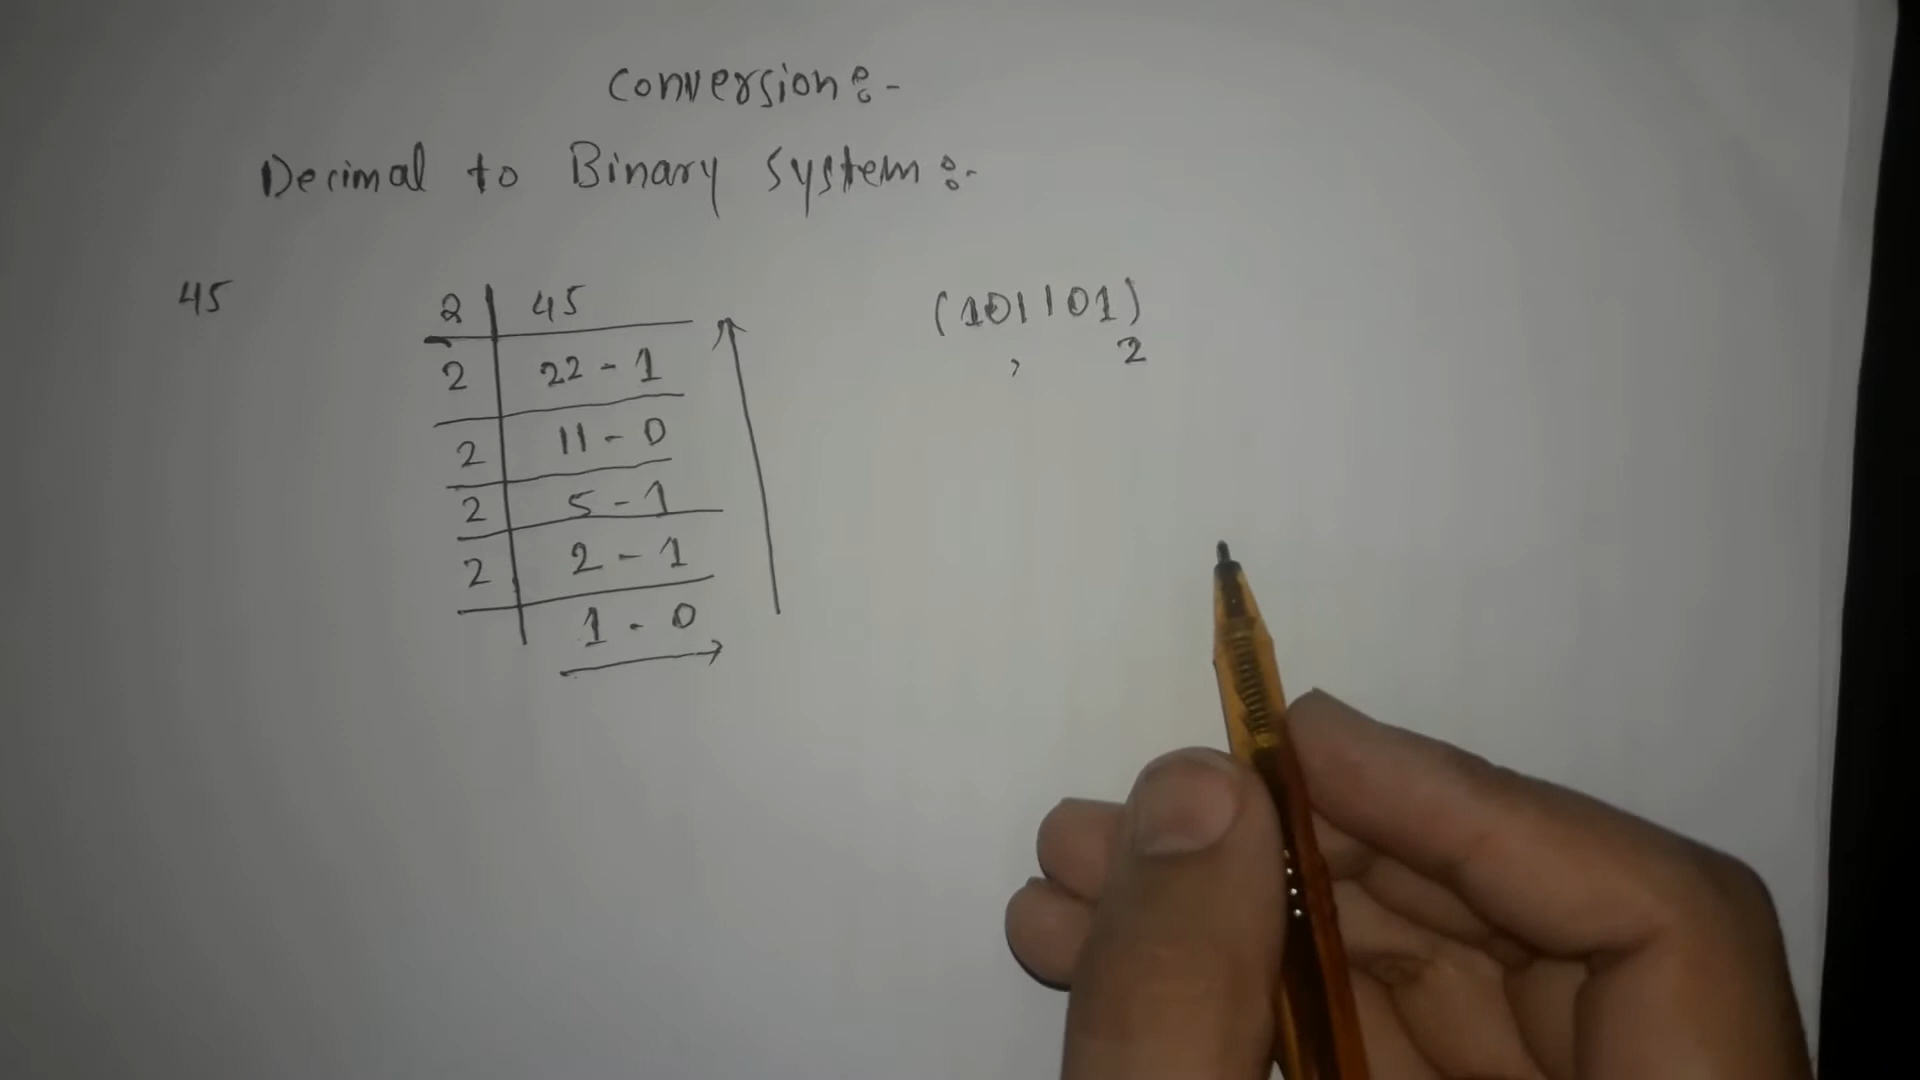 Conversion:-
Decimal to Binary System:-
45
2 | 45
2 | 22 - 1
2 | 11 - 0
2 | 5 - 1
2 | 2 - 1
1 - 0
(101101)
, 2